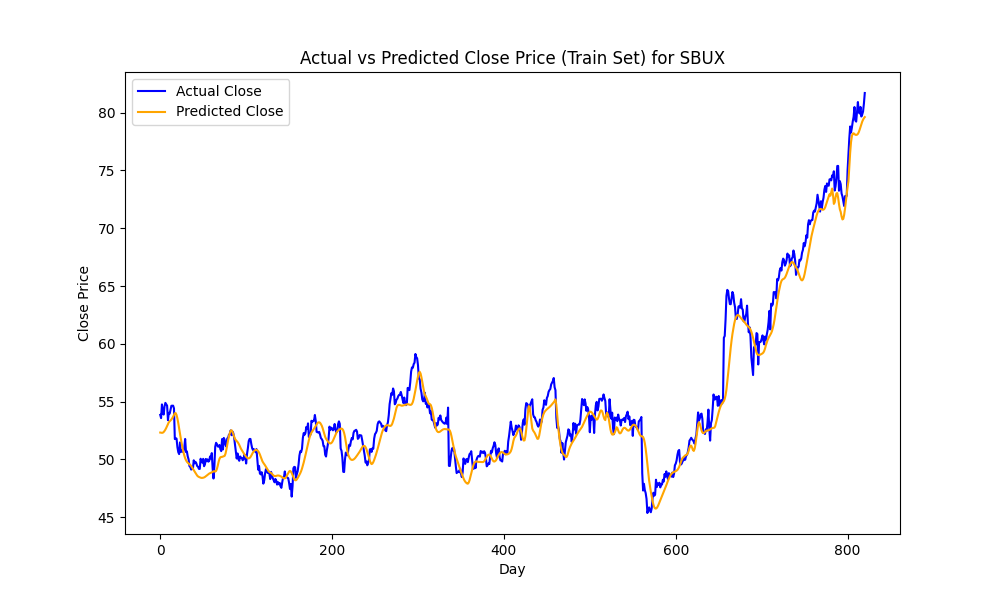 Actual vs Predicted Close Price (Train Set) for SBUX
Actual Close
Predicted Close
80
75
70
65
60
55
50
45
Close Price
0 200 400 600 800
Day